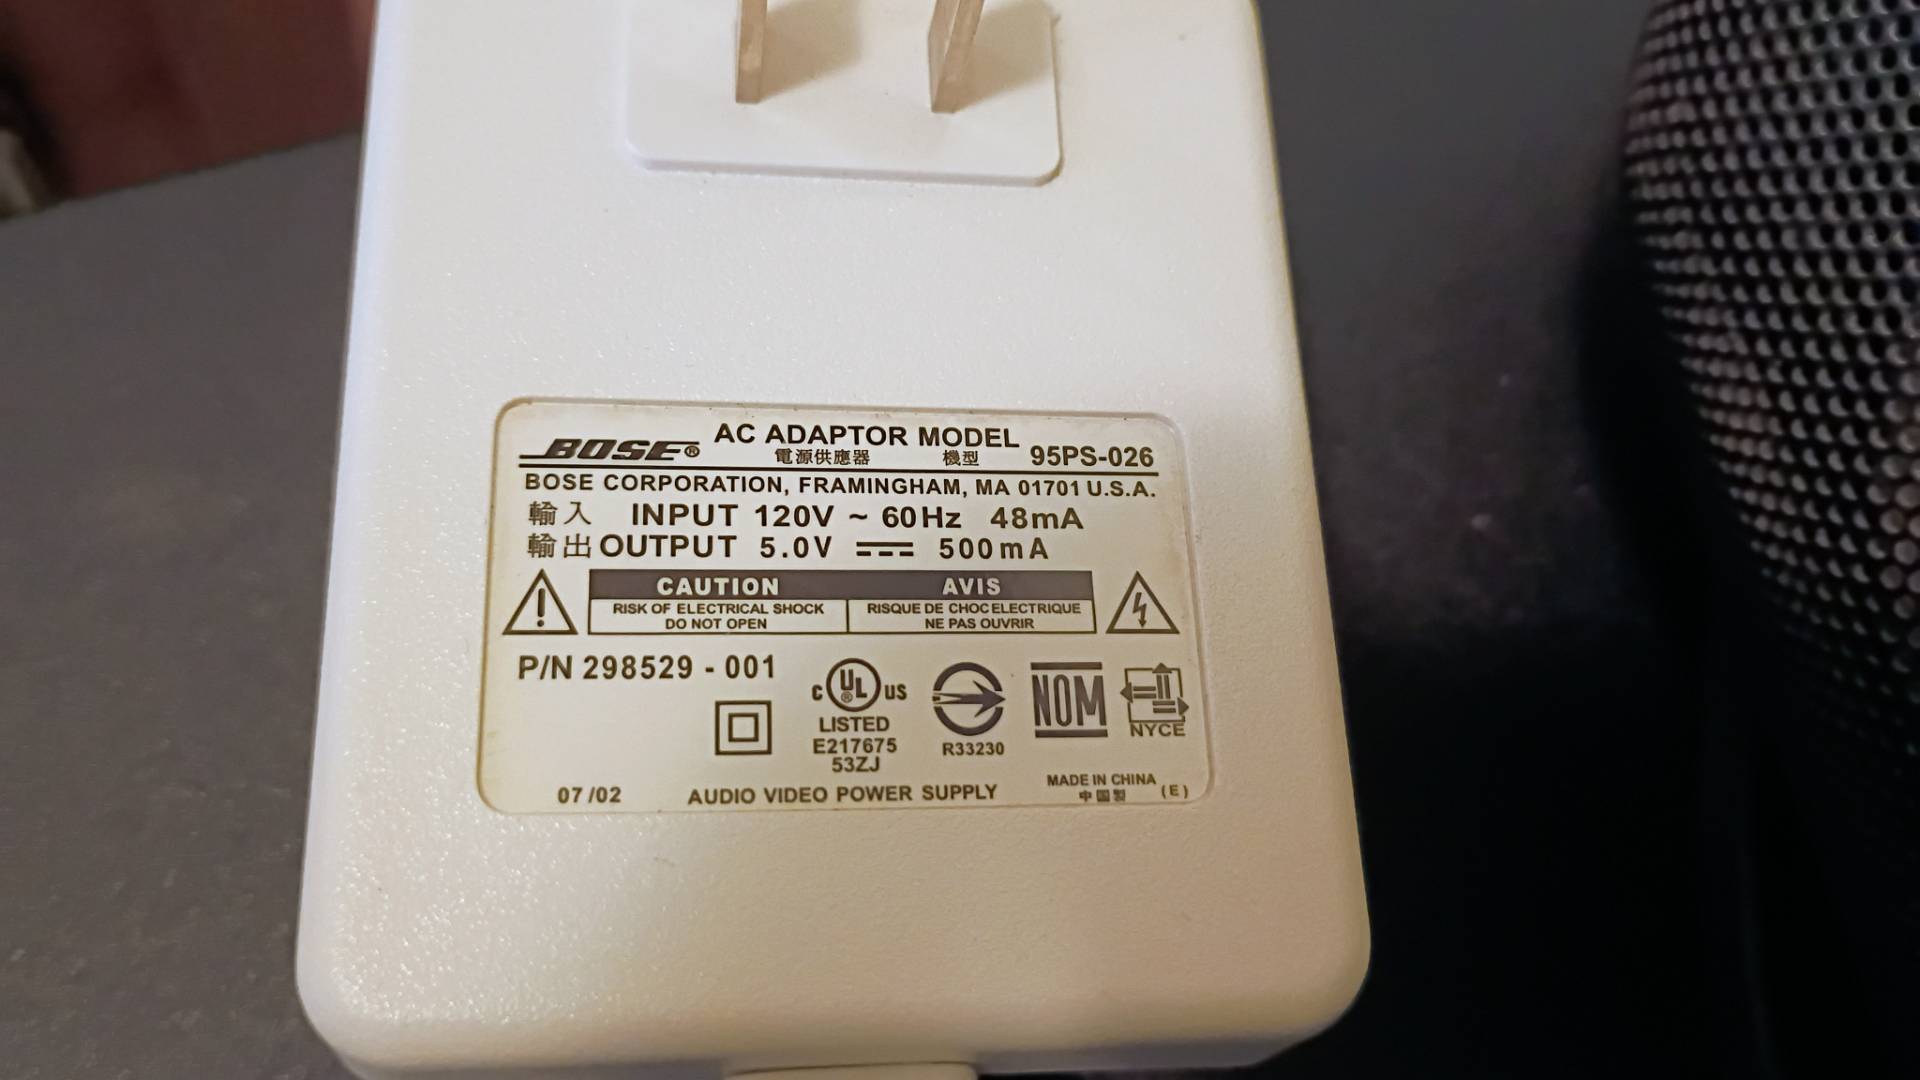 BOSE® AC ADAPTOR MODEL
電源供應器 機型 95PS-026
BOSE CORPORATION, FRAMINGHAM, MA 01701 U.S.A.
輸入 INPUT 120V ~ 60Hz 48mA
輸出 OUTPUT 5.0V ⎓ 500mA
CAUTION AVIS
RISK OF ELECTRICAL SHOCK RISQUE DE CHOC ELECTRIQUE
DO NOT OPEN NE PAS OUVRIR
P/N 298529 - 001
c UL® US
LISTED
E217675
53ZJ
R33230
NOM
NYCE
07/02 AUDIO VIDEO POWER SUPPLY
MADE IN CHINA
中国製 (E)